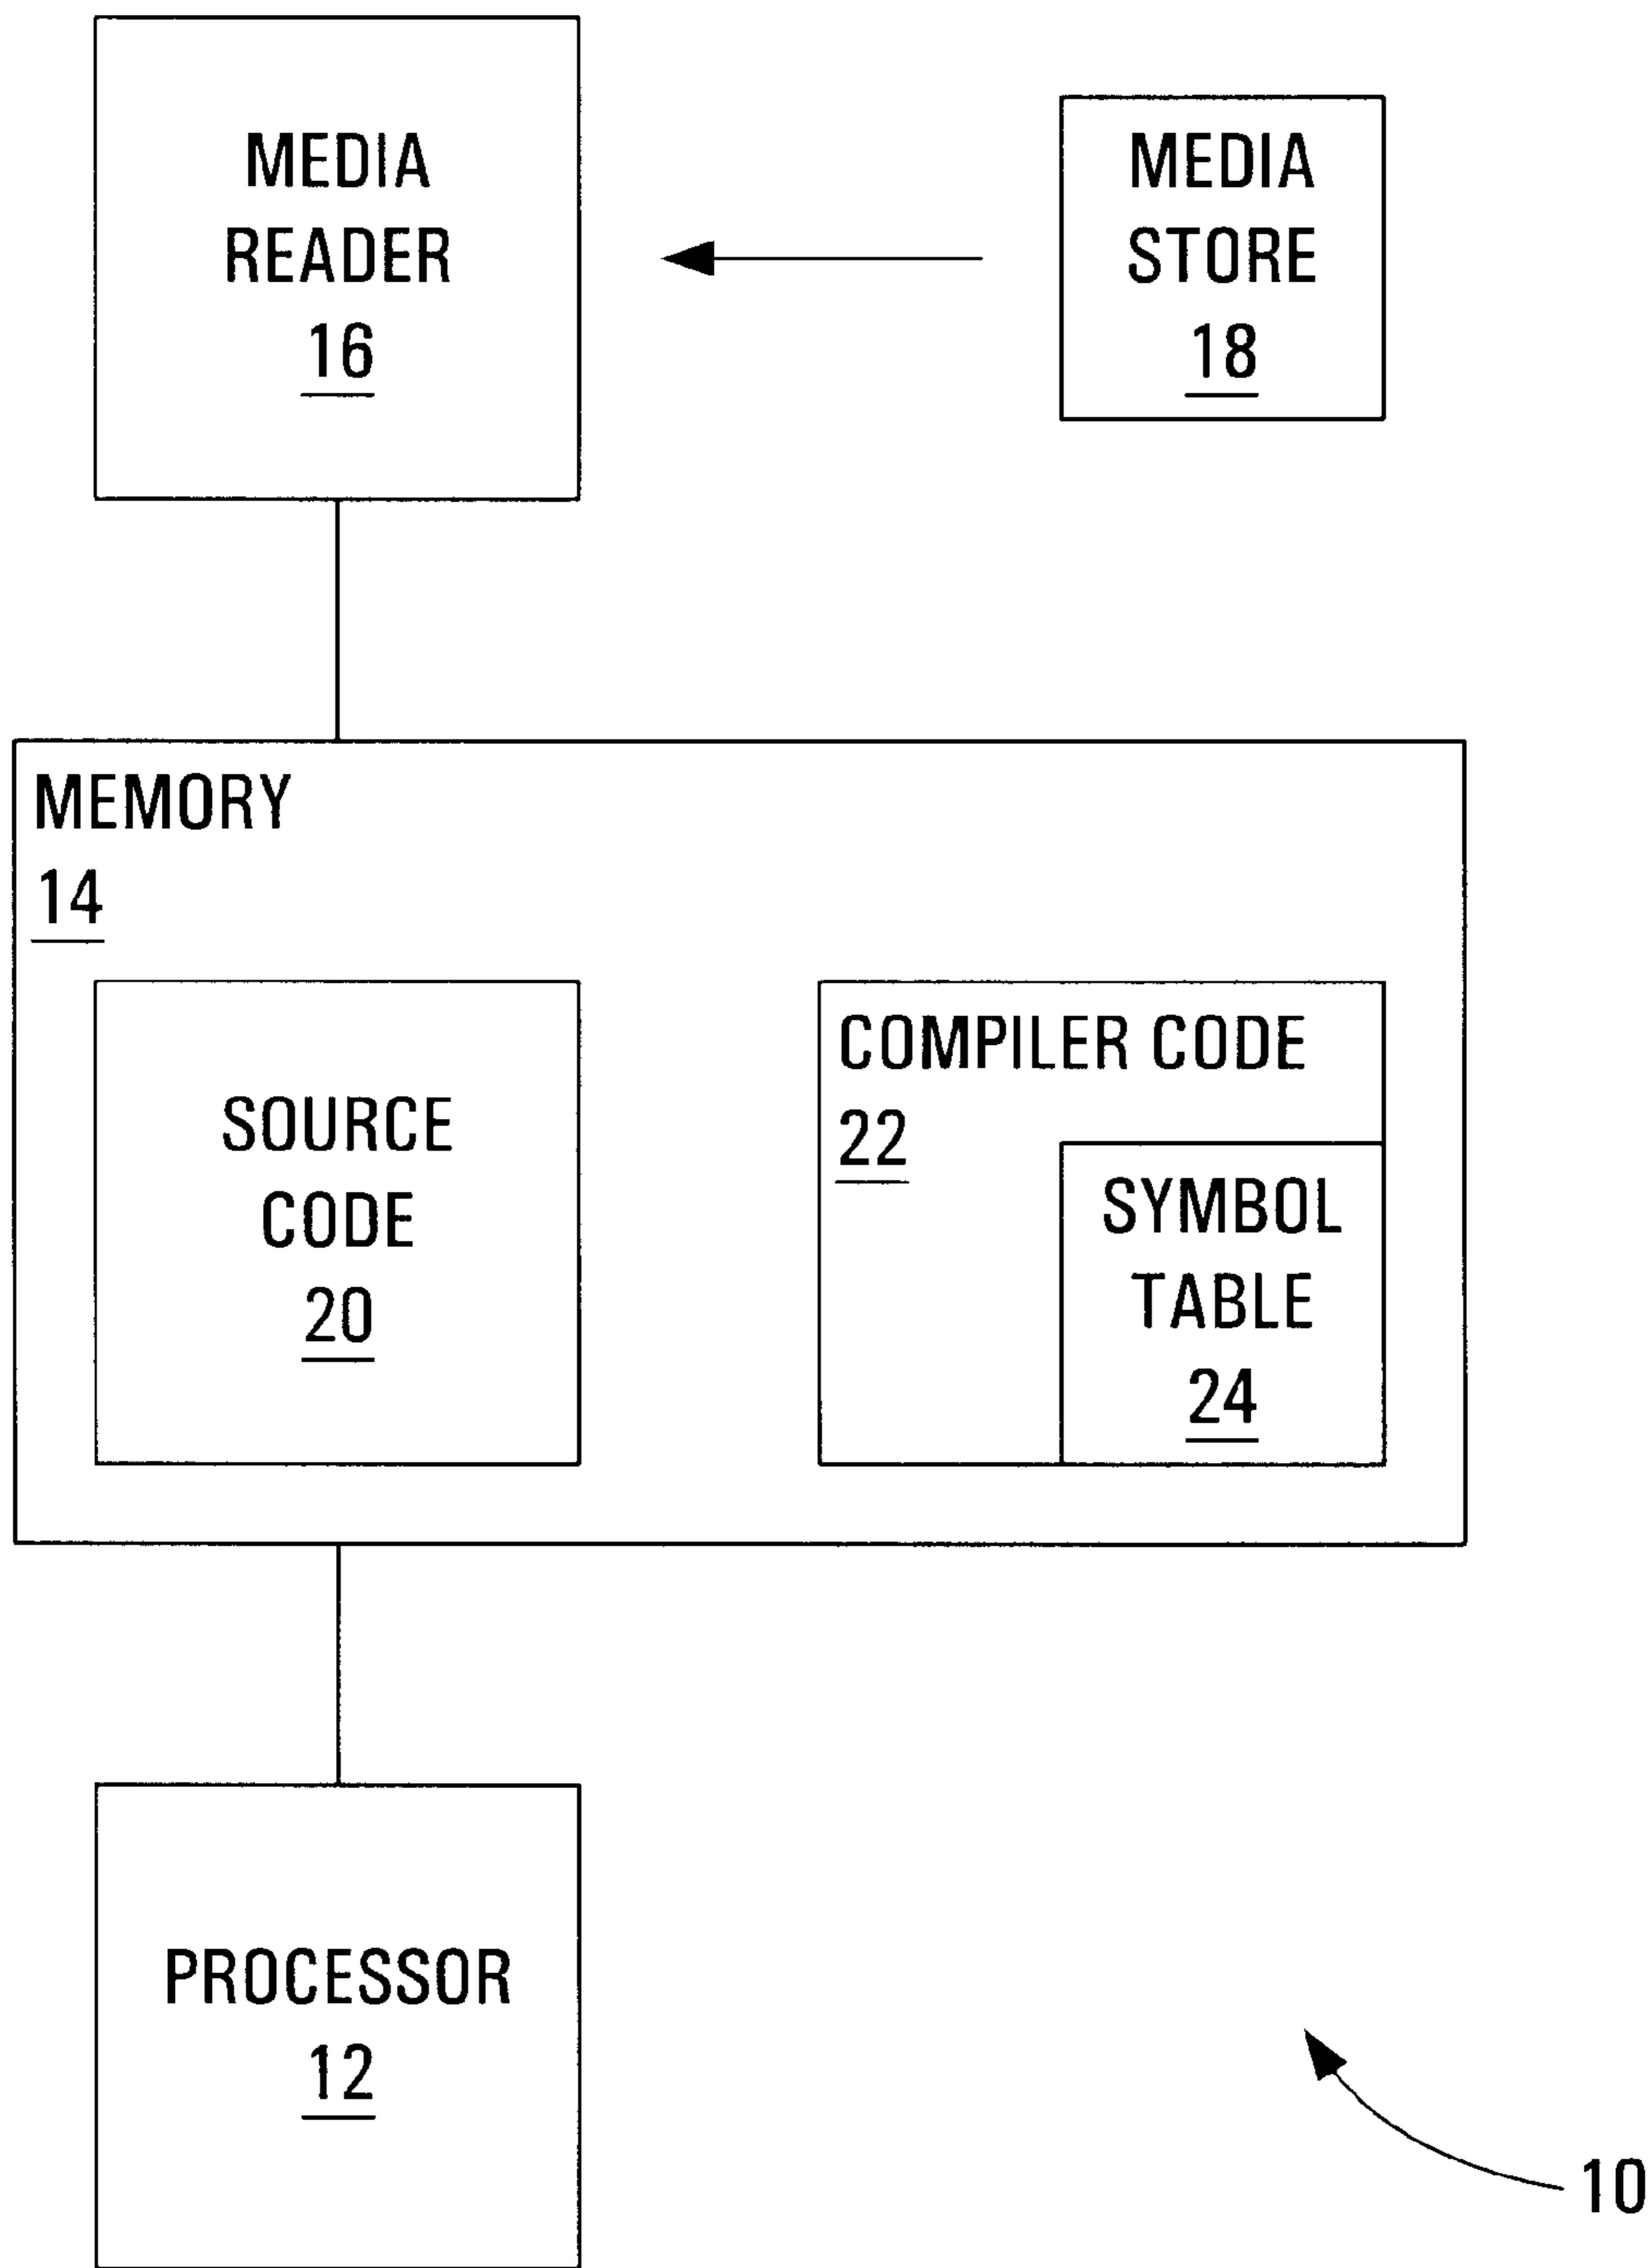 MEDIA
READER
16
MEDIA
STORE
18
MEMORY
14
SOURCE
CODE
20
COMPILER CODE
22
SYMBOL
TABLE
24
PROCESSOR
12
10